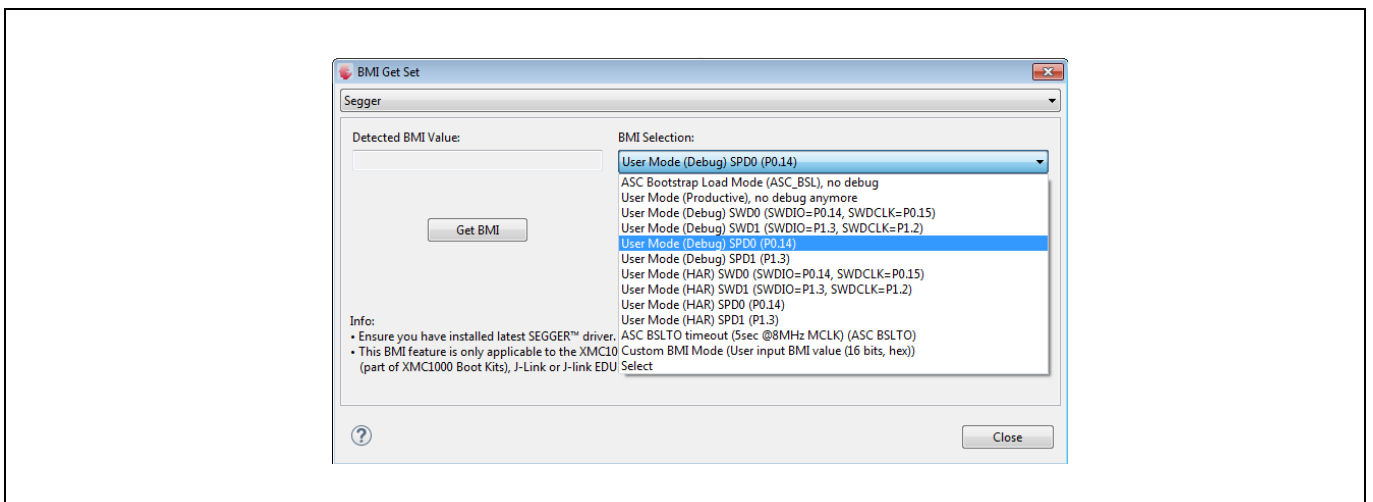 BMI Get Set
Segger
Detected BMI Value:
BMI Selection:
User Mode (Debug) SPD0 (P0.14)
ASC Bootstrap Load Mode (ASC_BSL), no debug
User Mode (Productive), no debug anymore
User Mode (Debug) SWD0 (SWDIO=P0.14, SWDCLK=P0.15)
User Mode (Debug) SWD1 (SWDIO=P1.3, SWDCLK=P1.2)
User Mode (Debug) SPD0 (P0.14)
User Mode (Debug) SPD1 (P1.3)
User Mode (HAR) SWD0 (SWDIO=P0.14, SWDCLK=P0.15)
User Mode (HAR) SWD1 (SWDIO=P1.3, SWDCLK=P1.2)
User Mode (HAR) SPD0 (P0.14)
User Mode (HAR) SPD1 (P1.3)
ASC BSLTO timeout (5sec @8MHz MCLK) (ASC BSLTO)
Custom BMI Mode (User input BMI value (16 bits, hex))
Select
Get BMI
Info:
• Ensure you have installed latest SEGGER™ driver.
• This BMI feature is only applicable to the XMC10
(part of XMC1000 Boot Kits), J-Link or J-link EDU
?
Close